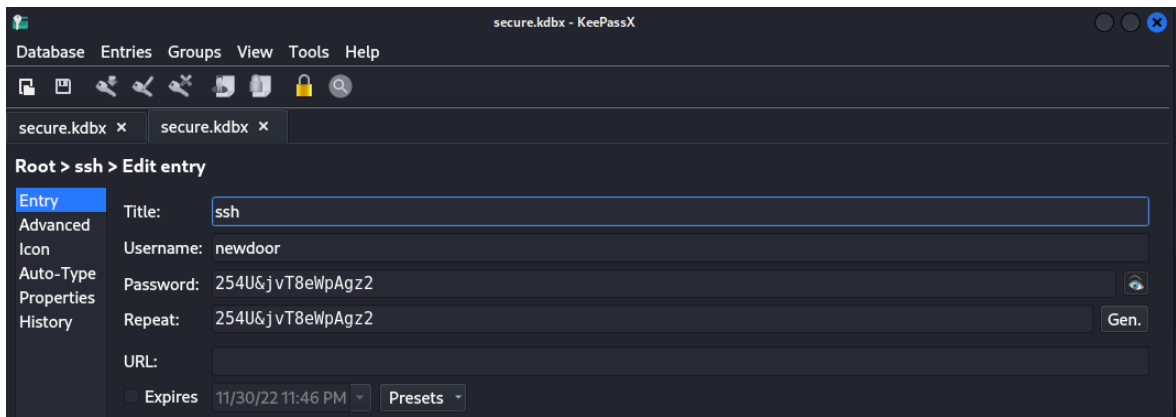 secure.kdbx - KeePassX
Database Entries Groups View Tools Help
secure.kdbx × secure.kdbx ×
Root > ssh > Edit entry
Entry
Advanced
Icon
Auto-Type
Properties
History
Title: ssh
Username: newdoor
Password: 254U&jvT8eWpAgz2
Repeat: 254U&jvT8eWpAgz2 Gen.
URL:
Expires 11/30/22 11:46 PM Presets